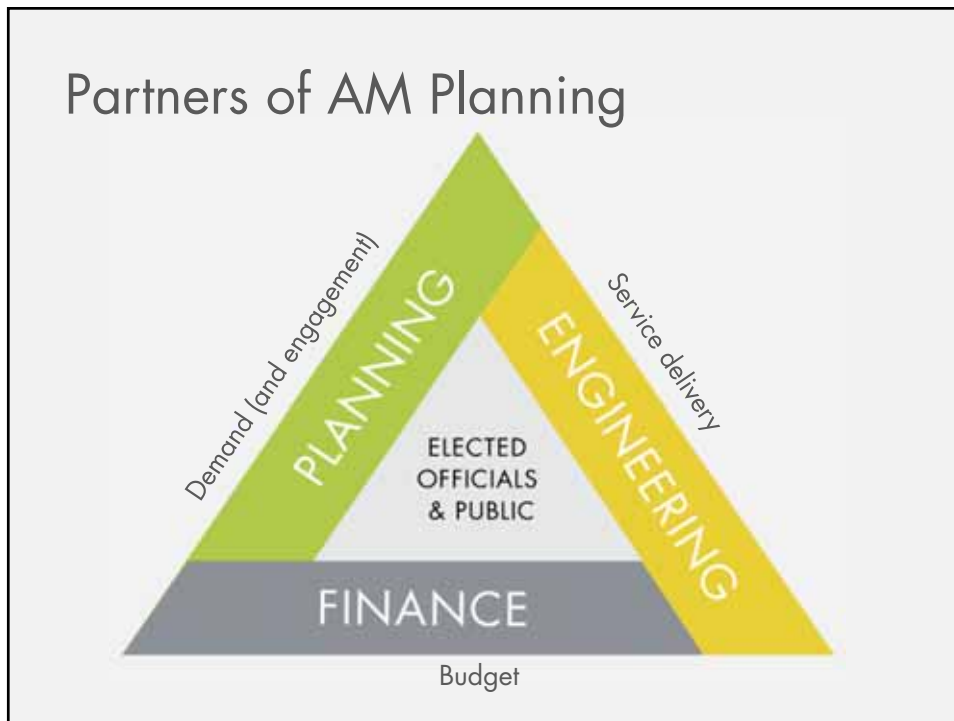 Partners of AM Planning
Demand (and engagement)
PLANNING
Service delivery
ENGINEERING
ELECTED
OFFICIALS
& PUBLIC
FINANCE
Budget